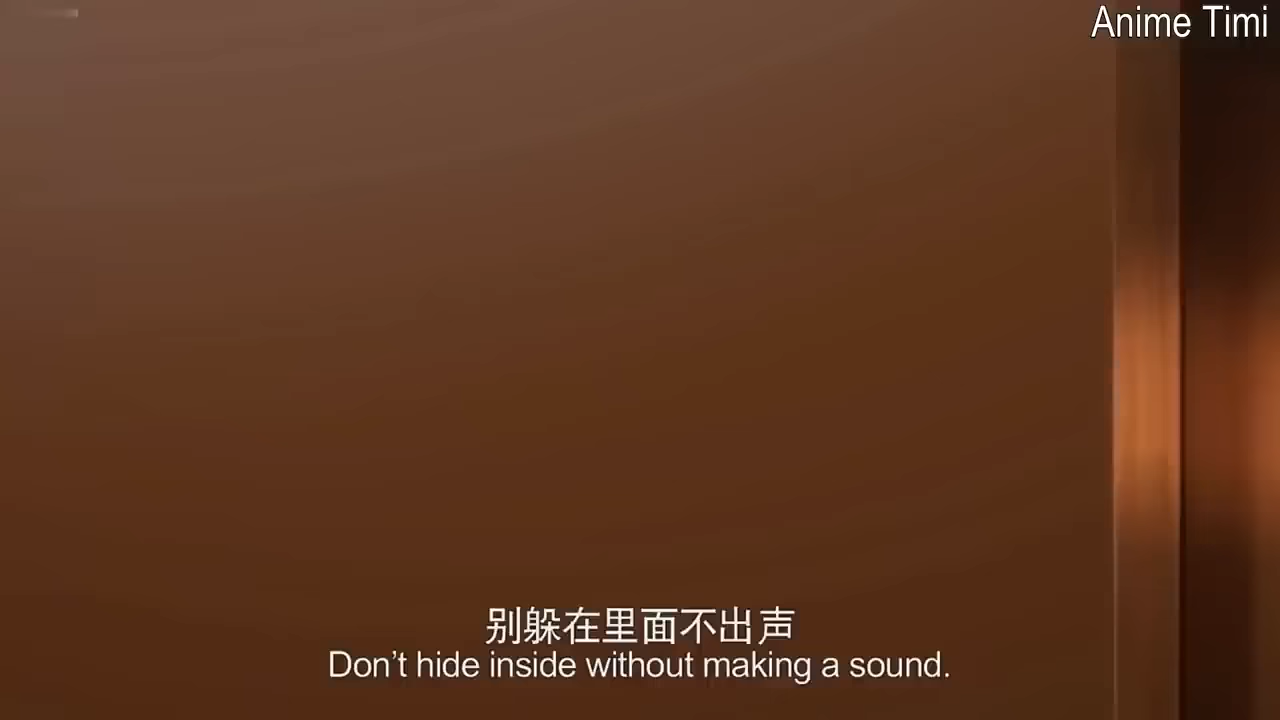 Anime Timi
别躲在里面不出声
Don't hide inside without making a sound.